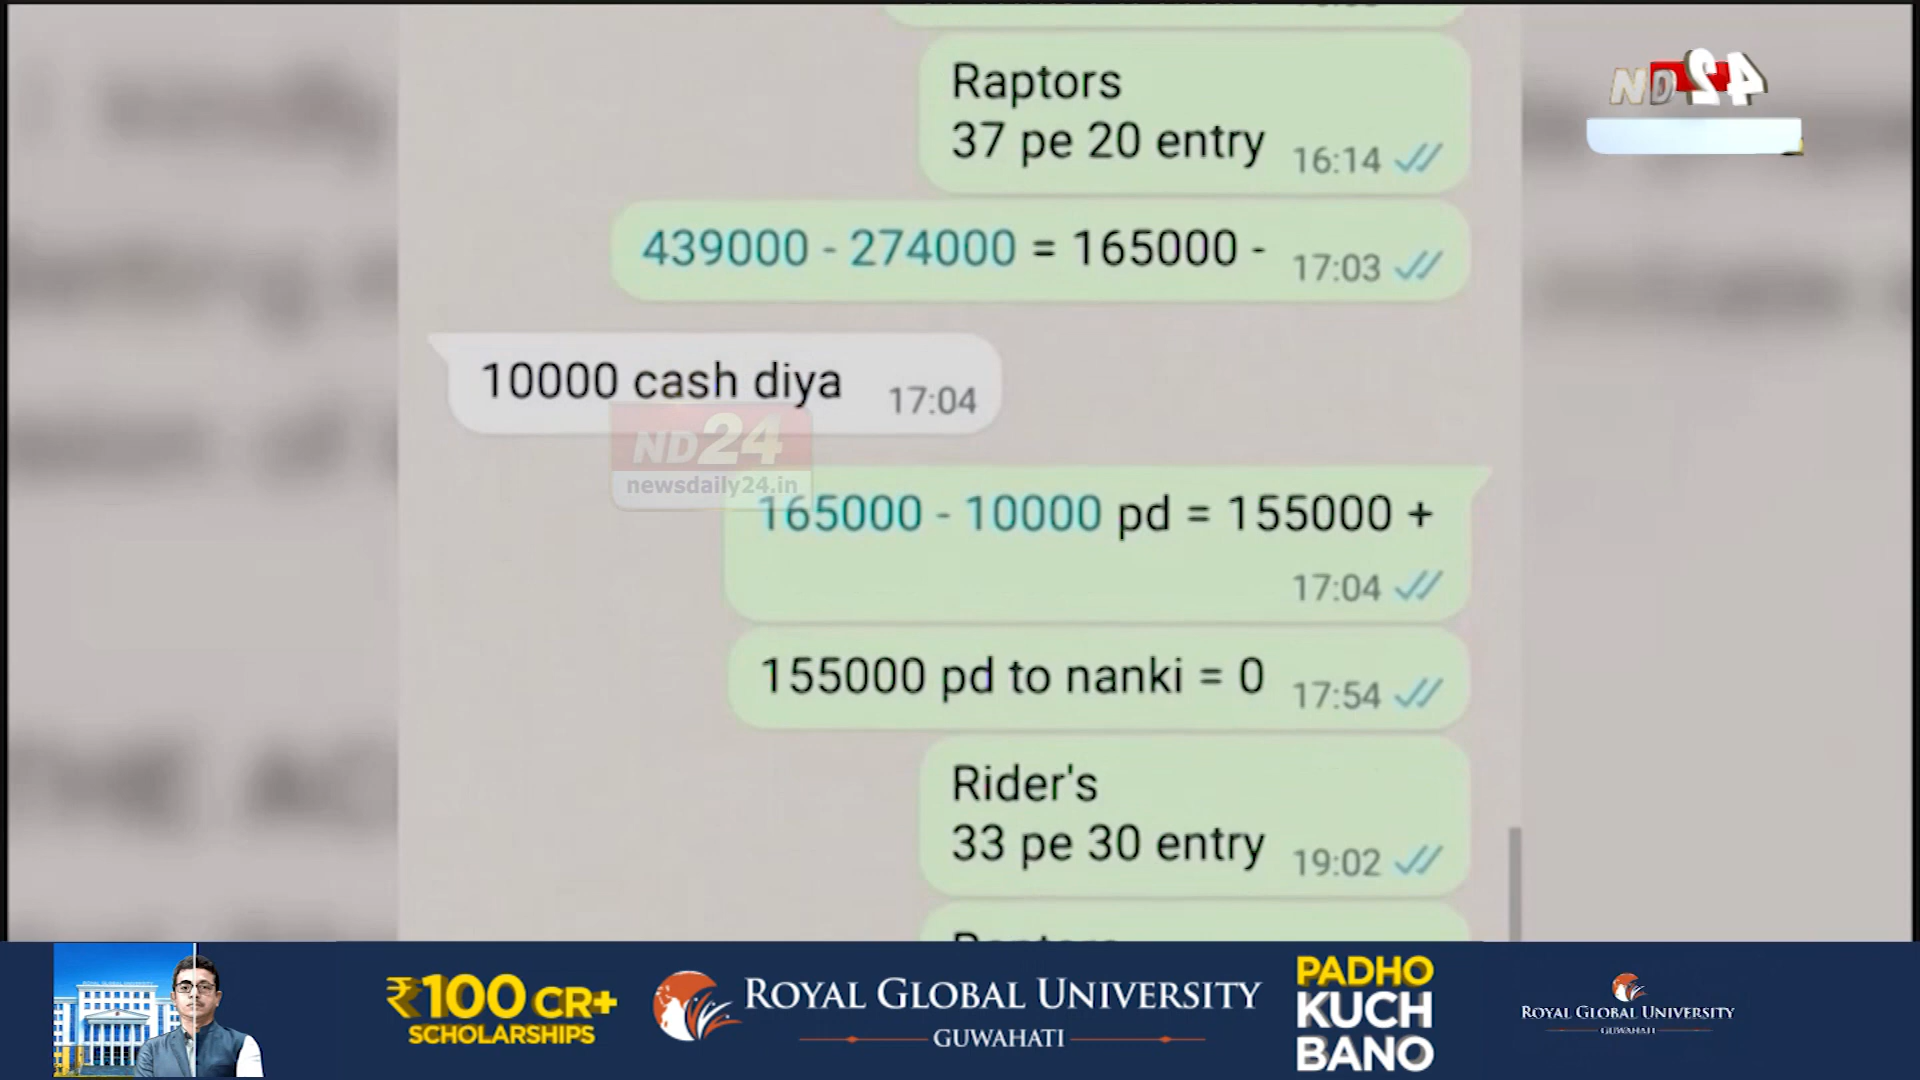 Raptors
37 pe 20 entry 16:14
439000 - 274000 = 165000 - 17:03
10000 cash diya 17:04
165000 - 10000 pd = 155000 +
17:04
155000 pd to nanki = 0 17:54
Rider's
33 pe 30 entry 19:02
ND24
newsdaily24.in
ND24
₹100 CR+
SCHOLARSHIPS
ROYAL GLOBAL UNIVERSITY
GUWAHATI
PADHO
KUCH
BANO
ROYAL GLOBAL UNIVERSITY
GUWAHATI